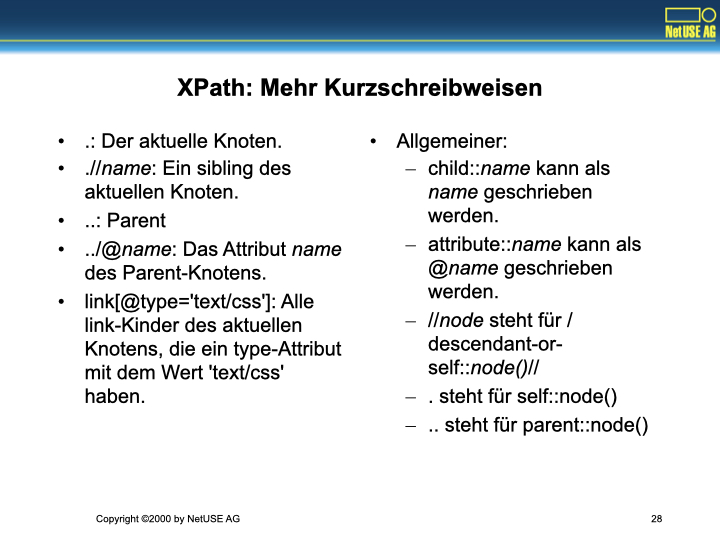 NetUSE AG
XPath: Mehr Kurzschreibweisen
• .: Der aktuelle Knoten.
• .//name: Ein sibling des
aktuellen Knoten.
• ..: Parent
• ../@name: Das Attribut name
des Parent-Knotens.
• link[@type='text/css']: Alle
link-Kinder des aktuellen
Knotens, die ein type-Attribut
mit dem Wert 'text/css'
haben.
• Allgemeiner:
– child::name kann als
name geschrieben
werden.
– attribute::name kann als
@name geschrieben
werden.
– //node steht für /
descendant-or-
self::node()//
– . steht für self::node()
– .. steht für parent::node()
Copyright ©2000 by NetUSE AG
28